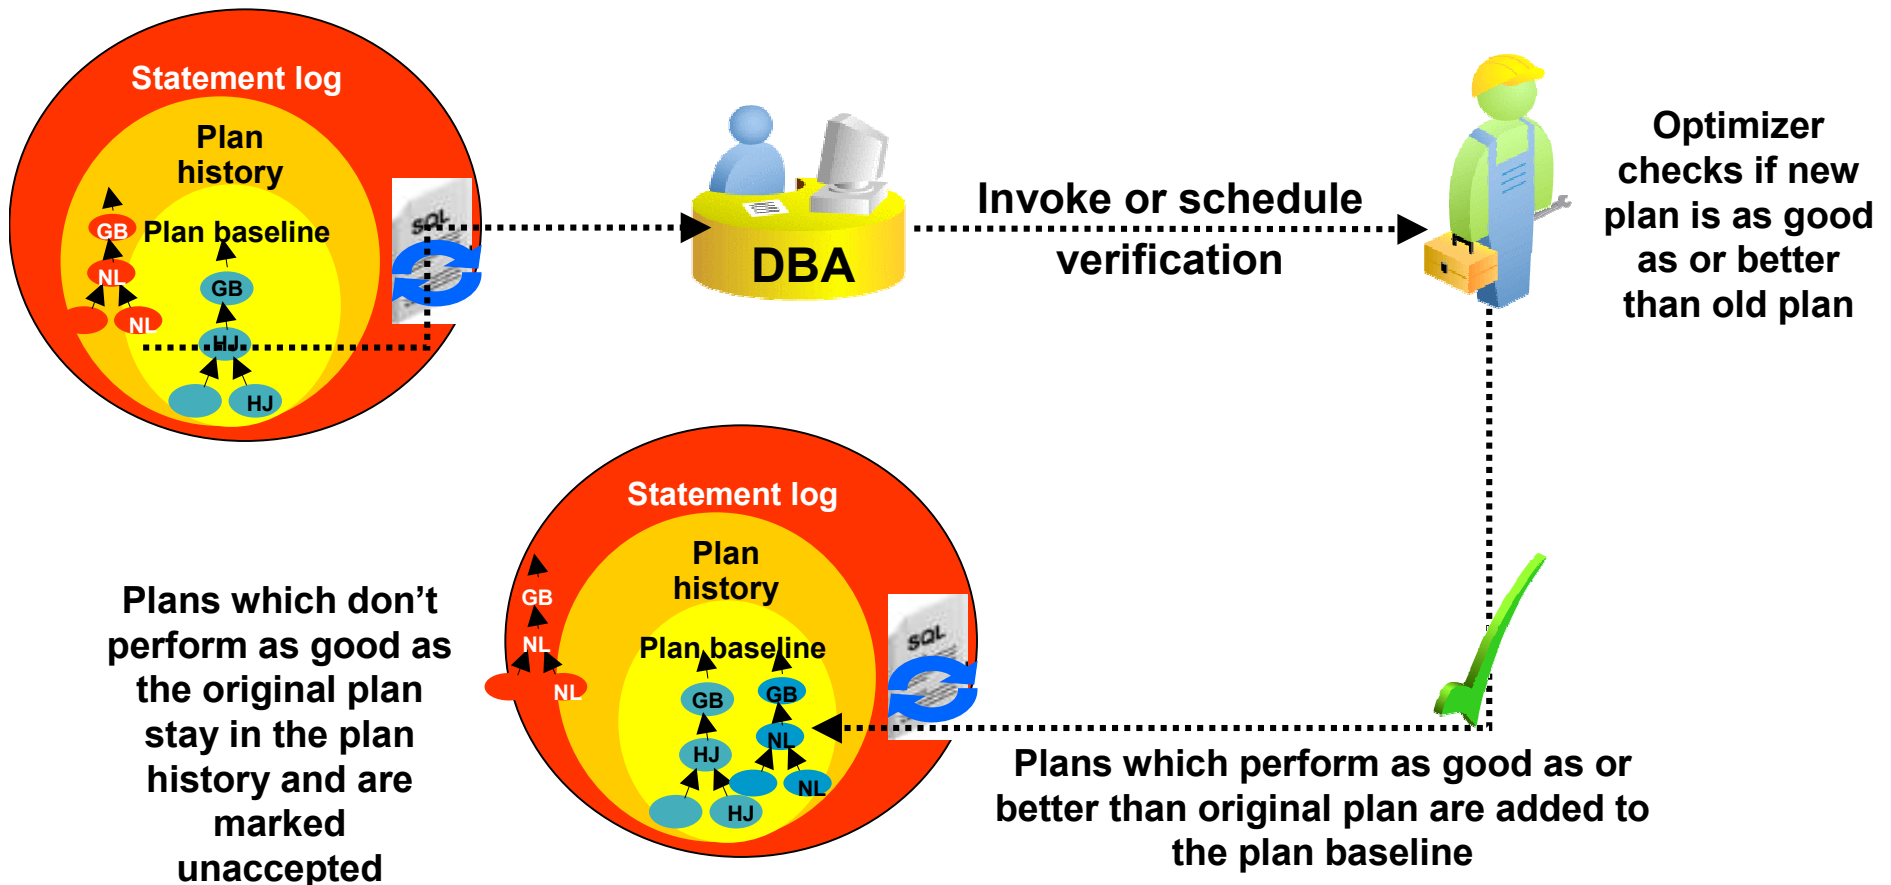 Statement log
Plan
history
Plan baseline
GB
NL
NL
GB
HJ
HJ
SQL
DBA
Invoke or schedule
verification
Optimizer
checks if new
plan is as good
as or better
than old plan
Statement log
Plan
history
Plan baseline
GB
NL
NL
GB
HJ
HJ
GB
NL
NL
SQL
Plans which don’t
perform as good as
the original plan
stay in the plan
history and are
marked
unaccepted
Plans which perform as good as or
better than original plan are added to
the plan baseline